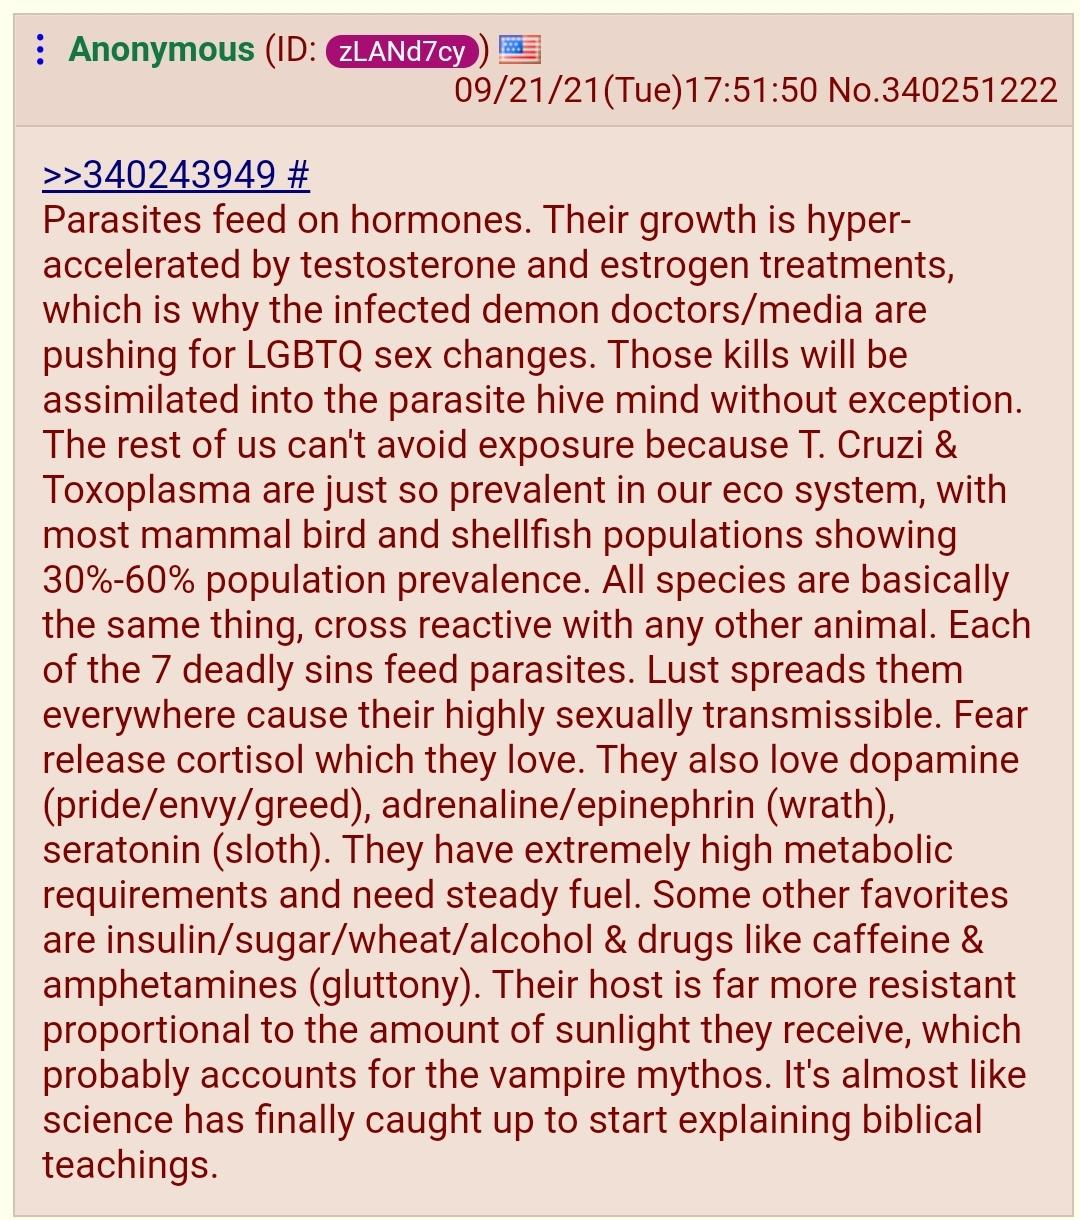 Anonymous (ID: zLANd7cy)
09/21/21(Tue)17:51:50 No.340251222
>>340243949 #
Parasites feed on hormones. Their growth is hyper-
accelerated by testosterone and estrogen treatments,
which is why the infected demon doctors/media are
pushing for LGBTQ sex changes. Those kills will be
assimilated into the parasite hive mind without exception.
The rest of us can't avoid exposure because T. Cruzi &
Toxoplasma are just so prevalent in our eco system, with
most mammal bird and shellfish populations showing
30%-60% population prevalence. All species are basically
the same thing, cross reactive with any other animal. Each
of the 7 deadly sins feed parasites. Lust spreads them
everywhere cause their highly sexually transmissible. Fear
release cortisol which they love. They also love dopamine
(pride/envy/greed), adrenaline/epinephrin (wrath),
seratonin (sloth). They have extremely high metabolic
requirements and need steady fuel. Some other favorites
are insulin/sugar/wheat/alcohol & drugs like caffeine &
amphetamines (gluttony). Their host is far more resistant
proportional to the amount of sunlight they receive, which
probably accounts for the vampire mythos. It's almost like
science has finally caught up to start explaining biblical
teachings.